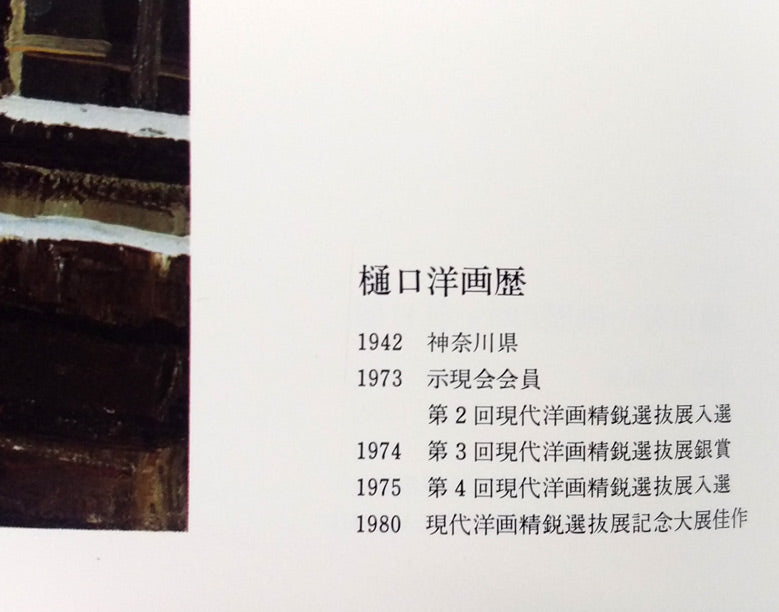 樋口洋画歴
1942 神奈川県
1973 示現会会員
第2回現代洋画精鋭選抜展入選
1974 第3回現代洋画精鋭選抜展銀賞
1975 第4回現代洋画精鋭選抜展入選
1980 現代洋画精鋭選抜展記念大展佳作